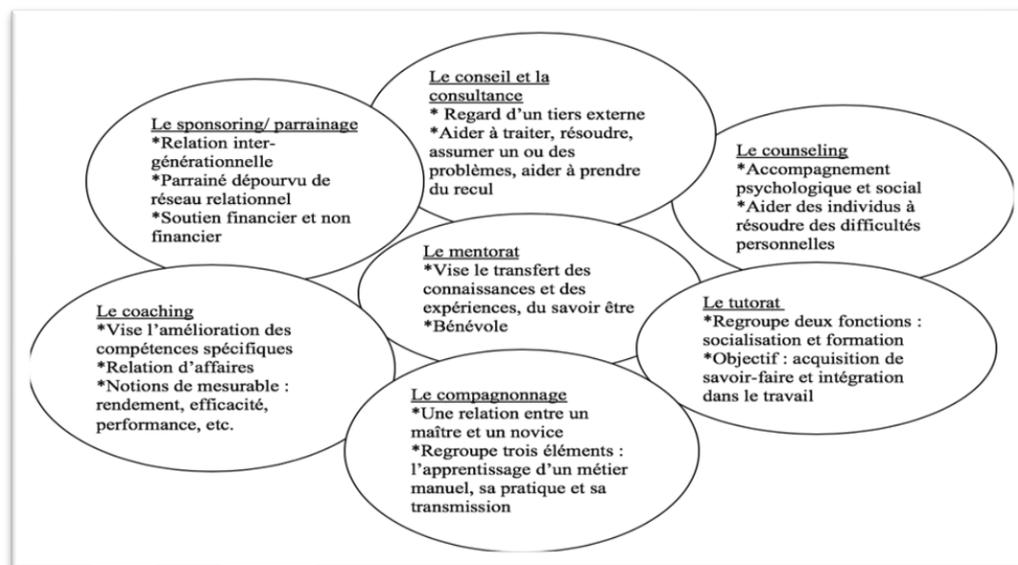 Le conseil et la
consultance
* Regard d’un tiers externe
*Aider à traiter, résoudre,
assumer un ou des
problèmes, aider à prendre
du recul
Le sponsoring/ parrainage
*Relation inter-
générationnelle
*Parrainé dépourvu de
réseau relationnel
*Soutien financier et non
financier
Le counseling
*Accompagnement
psychologique et social
*Aider des individus à
résoudre des difficultés
personnelles
Le mentorat
*Vise le transfert des
connaissances et des
expériences, du savoir être
*Bénévole
Le coaching
*Vise l’amélioration des
compétences spécifiques
*Relation d’affaires
*Notions de mesurable :
rendement, efficacité,
performance, etc.
Le tutorat
*Regroupe deux fonctions :
socialisation et formation
*Objectif : acquisition de
savoir-faire et intégration
dans le travail
Le compagnonnage
*Une relation entre un
maître et un novice
*Regroupe trois éléments :
l’apprentissage d’un métier
manuel, sa pratique et sa
transmission